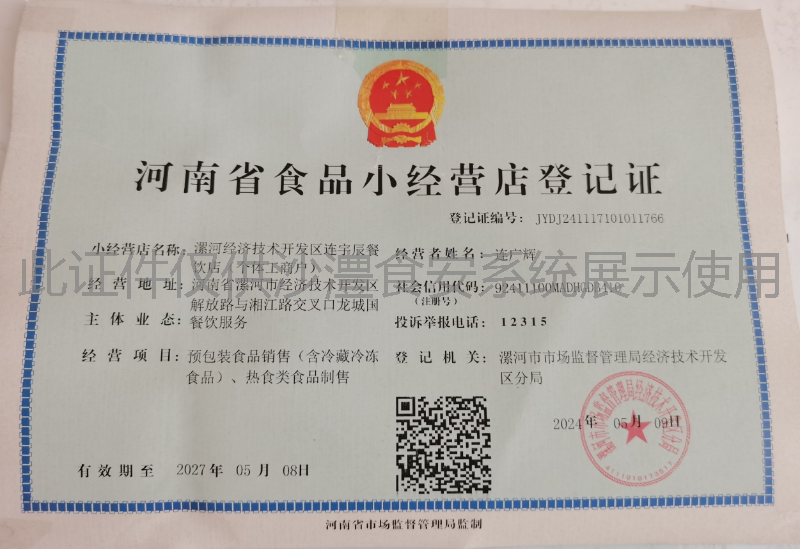 河南省食品小经营店登记证
登记证编号: JYDJ241117101011766
小经营店名称: 漯河经济技术开发区连宇辰餐
饮店（个体工商户）
经营者姓名: 连广辉
经营地址: 河南省漯河市经济技术开发区
解放路与湘江路交叉口龙城国
社会信用代码:
(注册号)
主体业态: 餐饮服务
投诉举报电话: 12315
经营项目: 预包装食品销售（含冷藏冷冻
食品）、热食类食品制售
登记机关: 漯河市市场监督管理局经济技术开发
区分局
2024年 05月 09日
有效期至 2027年 05月 08日
河南省市场监督管理局监制
此证件仅供沙澧食安系统展示使用